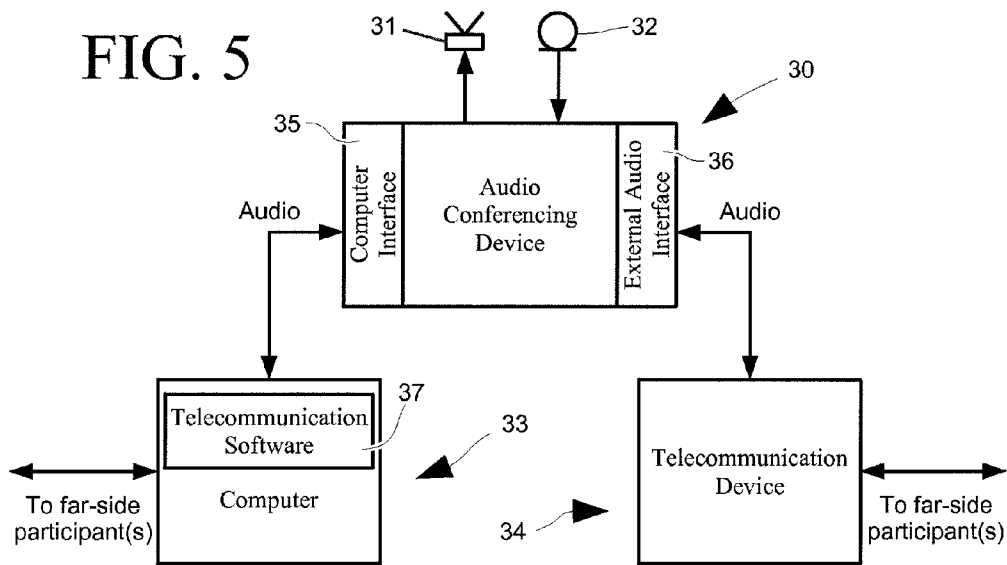 FIG. 5
31
32
30
35
36
Computer
Interface
Audio
Conferencing
Device
External Audio
Interface
Audio
Audio
37
Telecommunication
Software
Computer
33
34
Telecommunication
Device
To far-side
participant(s)
To far-side
participant(s)